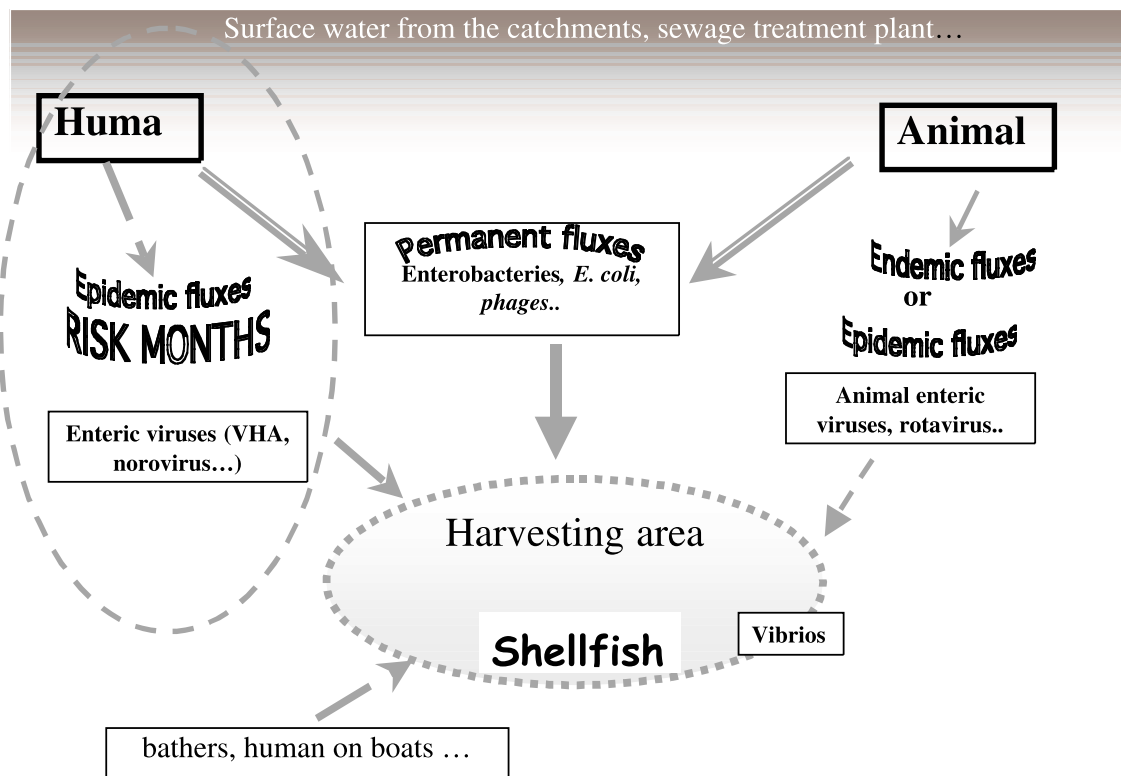 Surface water from the catchments, sewage treatment plant…
Huma
Animal
Permanent fluxes
Enterobacteries, E. coli,
phages..
Epidemic fluxes
RISK MONTHS
Endemic fluxes
or
Epidemic fluxes
Animal enteric
viruses, rotavirus..
Enteric viruses (VHA,
norovirus…)
Harvesting area
Shellfish
Vibrios
bathers, human on boats …